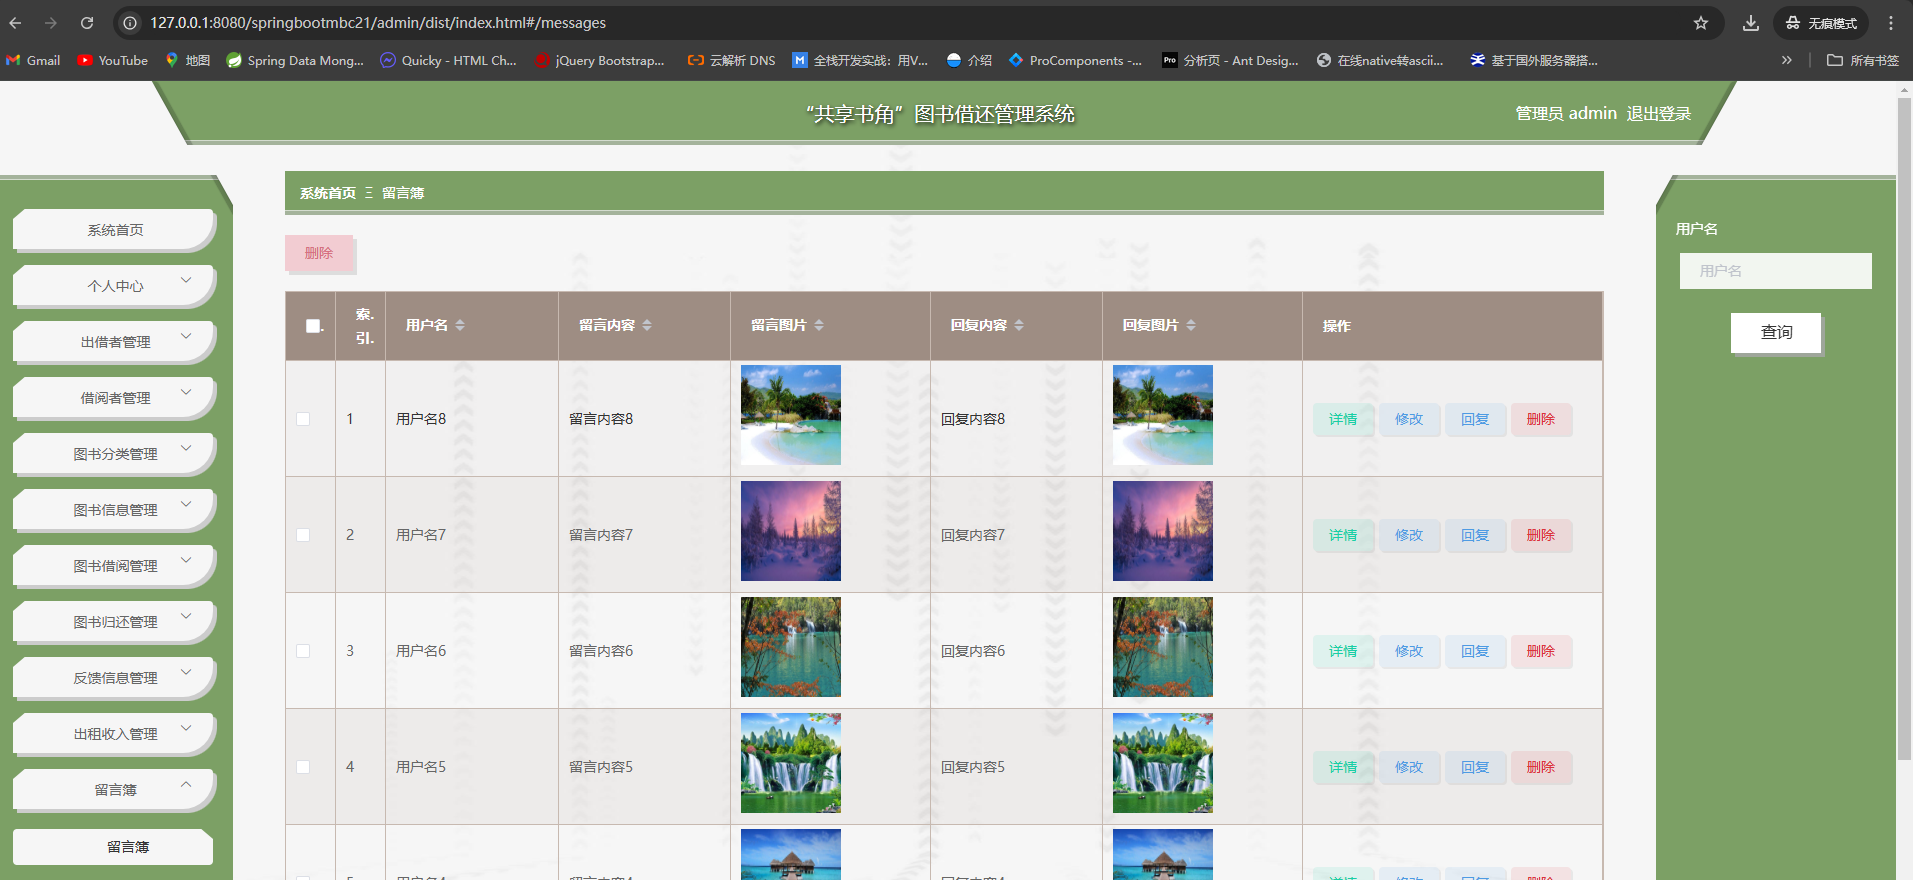 127.0.0.1:8080/springbootmbc21/admin/dist/index.html#/messages
无痕模式
Gmail YouTube 地图 Spring Data Mong... Quicky - HTML Ch... jQuery Bootstrap... 云解析 DNS 全栈开发实战：用V... 介绍 ProComponents -... Pro 分析页 - Ant Desig... 在线native转ascii... 基于国外服务器搭... » 所有书签
“共享书角”图书借还管理系统
管理员 admin 退出登录
系统首页 Ξ 留言簿
系统首页
个人中心
出借者管理
借阅者管理
图书分类管理
图书信息管理
图书借阅管理
图书归还管理
反馈信息管理
出租收入管理
留言簿
留言簿
删除
索. 引. 用户名 留言内容 留言图片 回复内容 回复图片 操作
1 用户名8 留言内容8 回复内容8 详情 修改 回复 删除
2 用户名7 留言内容7 回复内容7 详情 修改 回复 删除
3 用户名6 留言内容6 回复内容6 详情 修改 回复 删除
4 用户名5 留言内容5 回复内容5 详情 修改 回复 删除
用户名
用户名
查询